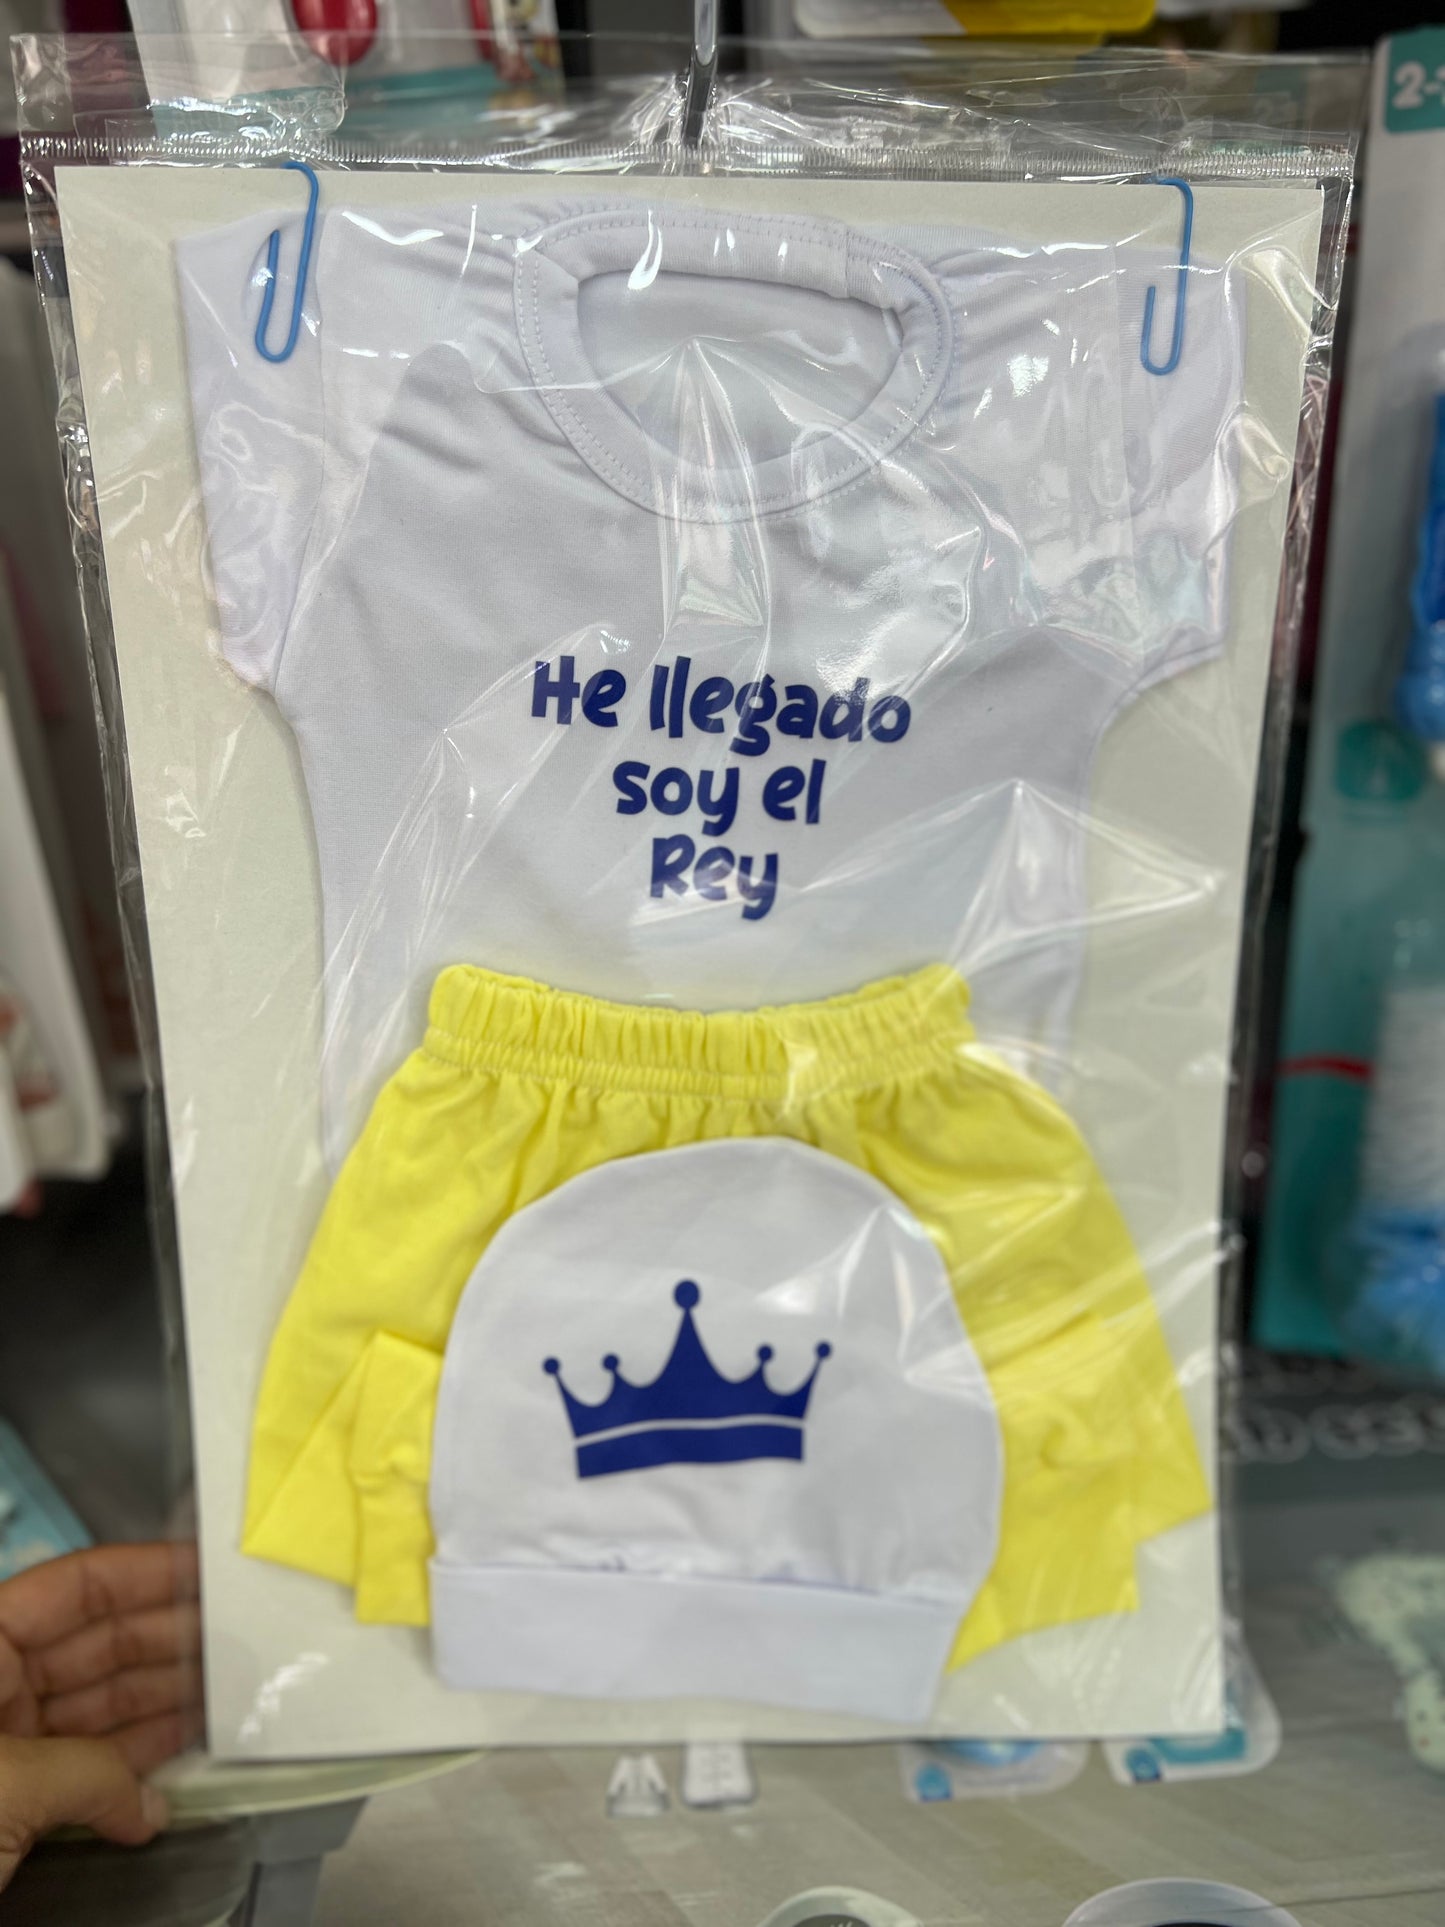 He llegado
soy el
Rey